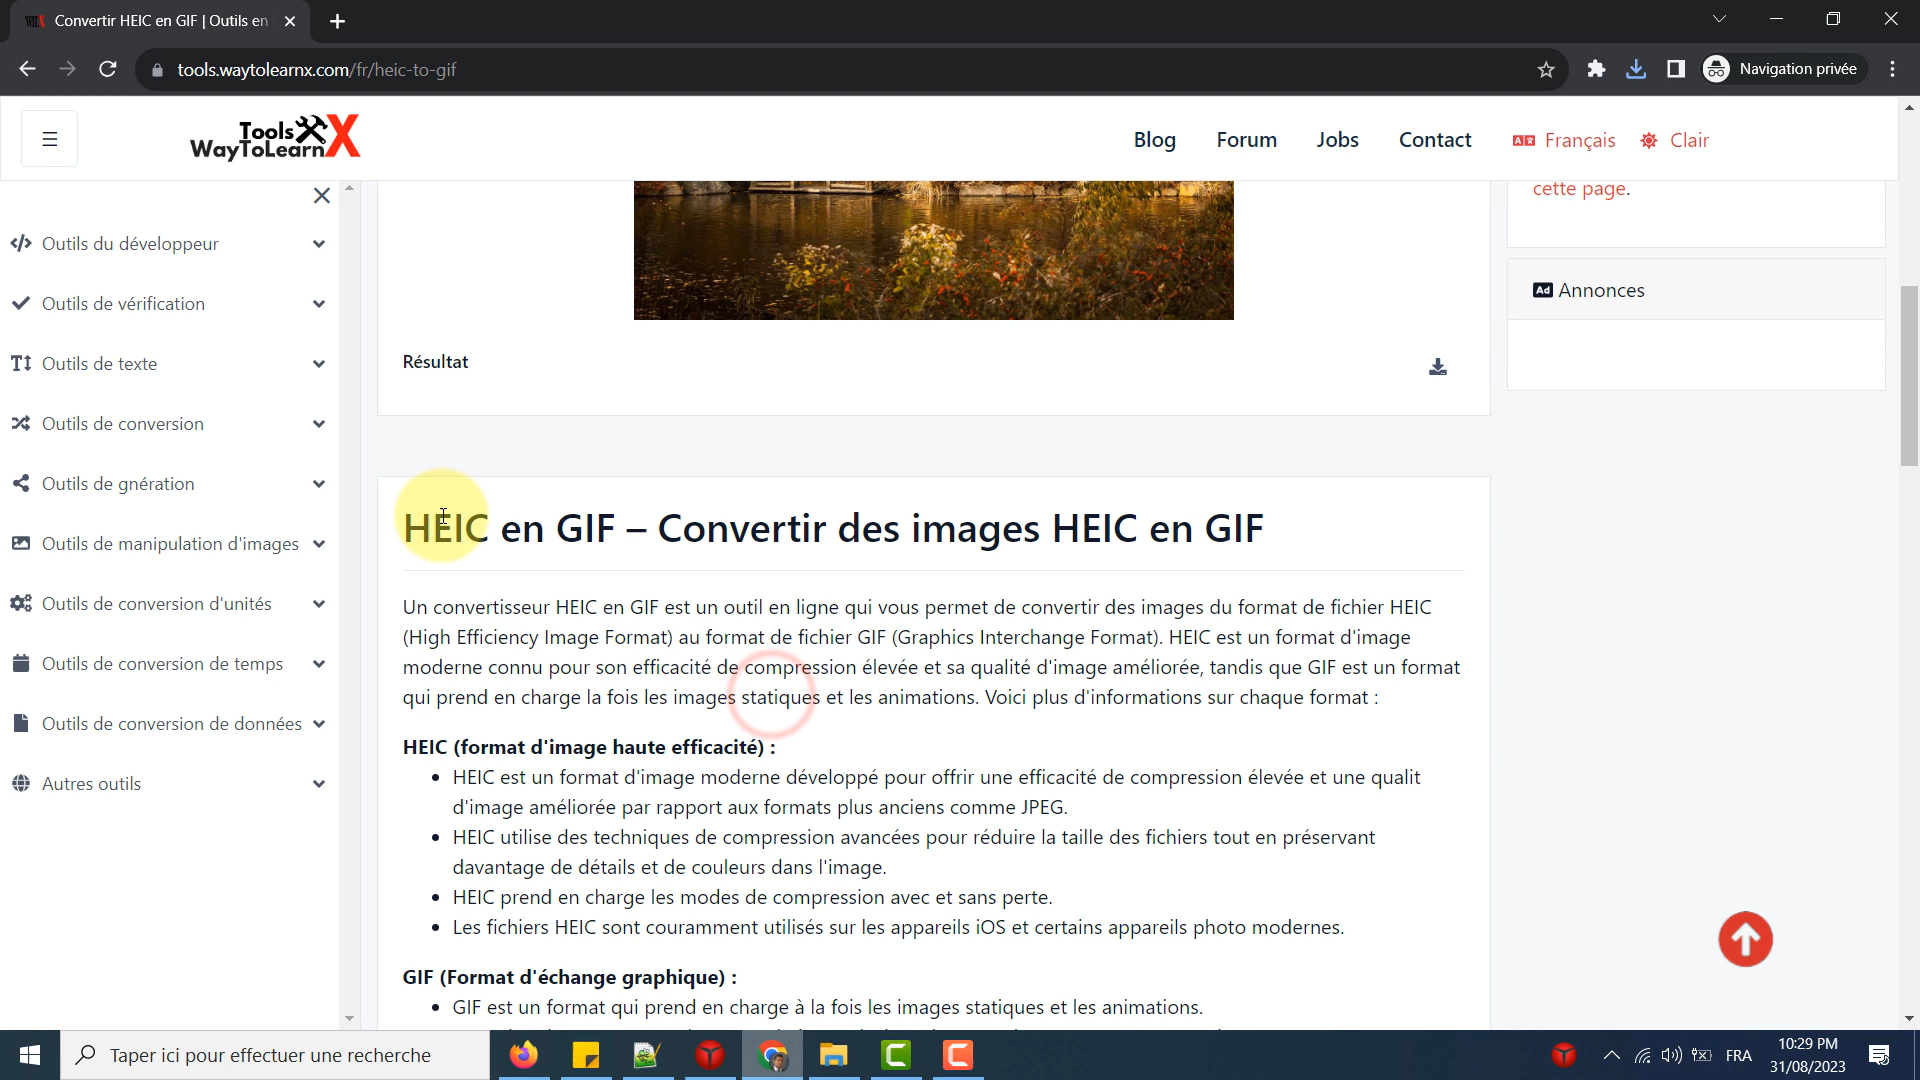 Convertir HEIC en GIF | Outils en
tools.waytolearnx.com/fr/heic-to-gif
Navigation privée
Tools
WayToLearnX
Blog
Forum
Jobs
Contact
Français
Clair
Outils du développeur
Outils de vérification
Outils de texte
Outils de conversion
Outils de gnération
Outils de manipulation d'images
Outils de conversion d'unités
Outils de conversion de temps
Outils de conversion de données
Autres outils
cette page.
Ad Annonces
Résultat
HEIC en GIF – Convertir des images HEIC en GIF
Un convertisseur HEIC en GIF est un outil en ligne qui vous permet de convertir des images du format de fichier HEIC
(High Efficiency Image Format) au format de fichier GIF (Graphics Interchange Format). HEIC est un format d'image
moderne connu pour son efficacité de compression élevée et sa qualité d'image améliorée, tandis que GIF est un format
qui prend en charge la fois les images statiques et les animations. Voici plus d'informations sur chaque format :
HEIC (format d'image haute efficacité) :
• HEIC est un format d'image moderne développé pour offrir une efficacité de compression élevée et une qualit
d'image améliorée par rapport aux formats plus anciens comme JPEG.
• HEIC utilise des techniques de compression avancées pour réduire la taille des fichiers tout en préservant
davantage de détails et de couleurs dans l'image.
• HEIC prend en charge les modes de compression avec et sans perte.
• Les fichiers HEIC sont couramment utilisés sur les appareils iOS et certains appareils photo modernes.
GIF (Format d'échange graphique) :
• GIF est un format qui prend en charge à la fois les images statiques et les animations.
Taper ici pour effectuer une recherche
FRA
10:29 PM
31/08/2023